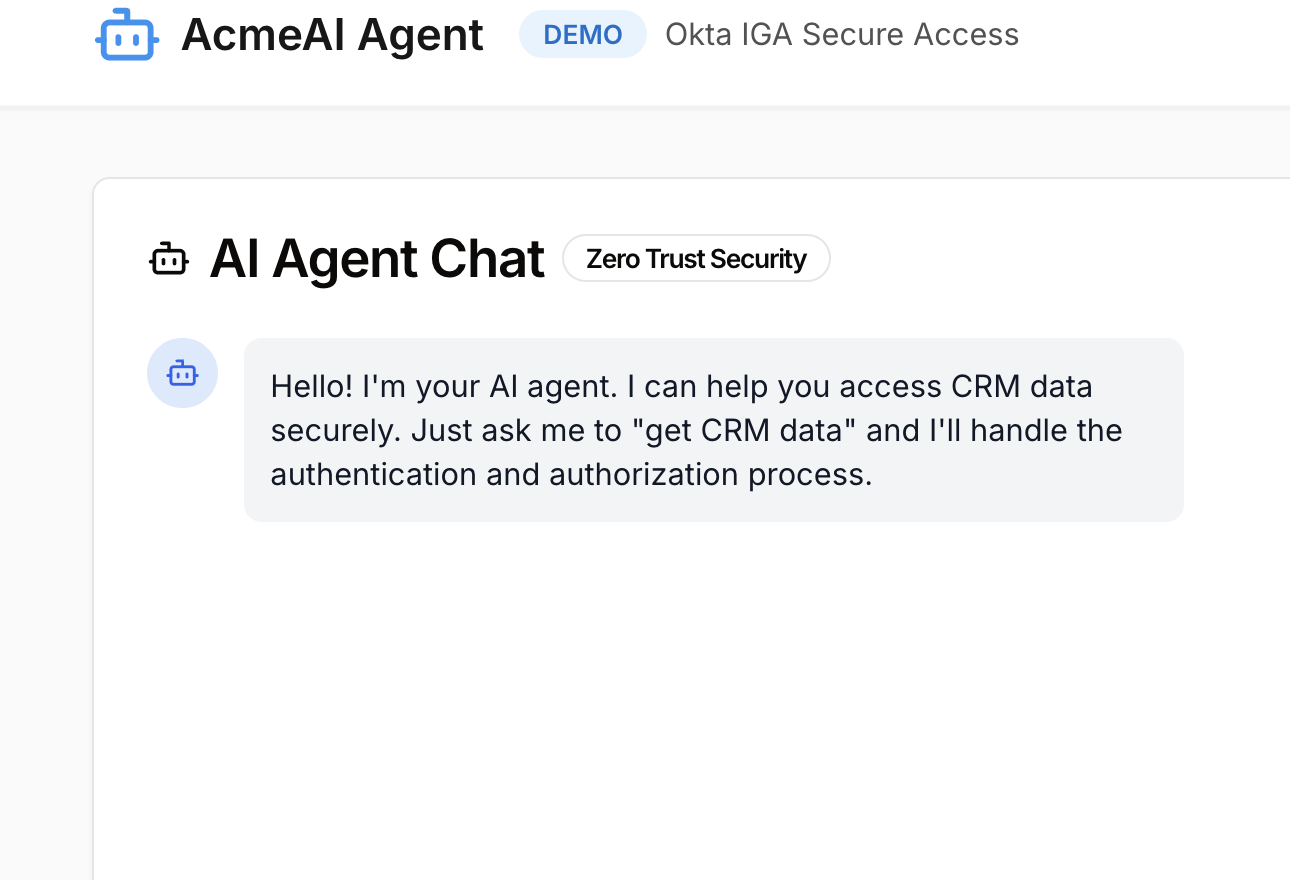 AcmeAI Agent DEMO Okta IGA Secure Access
AI Agent Chat Zero Trust Security
Hello! I'm your AI agent. I can help you access CRM data
securely. Just ask me to "get CRM data" and I'll handle the
authentication and authorization process.